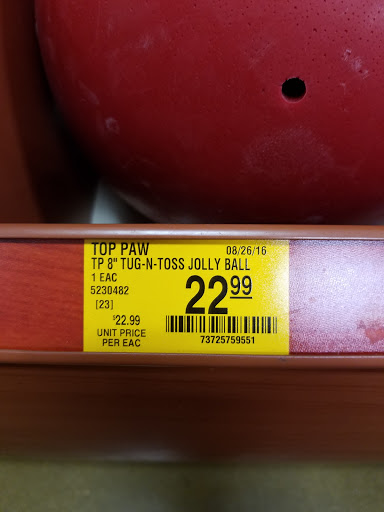 TOP PAW 08/26/16
TP 8" TUG-N-TOSS JOLLY BALL
1 EAC
5230482
[23]
22.99
$22.99
UNIT PRICE
PER EAC
73725759551